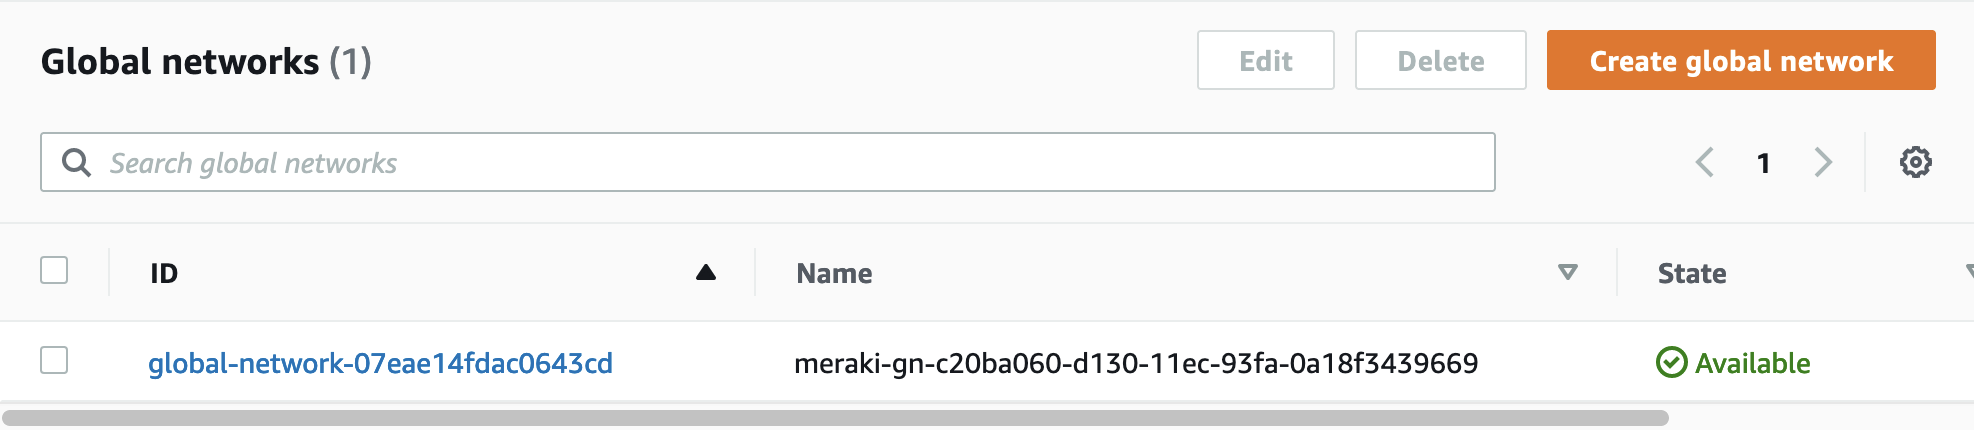 Global networks (1)
Edit
Delete
Create global network
Search global networks
1
ID
Name
State
global-network-07eae14fdac0643cd
meraki-gn-c20ba060-d130-11ec-93fa-0a18f3439669
Available